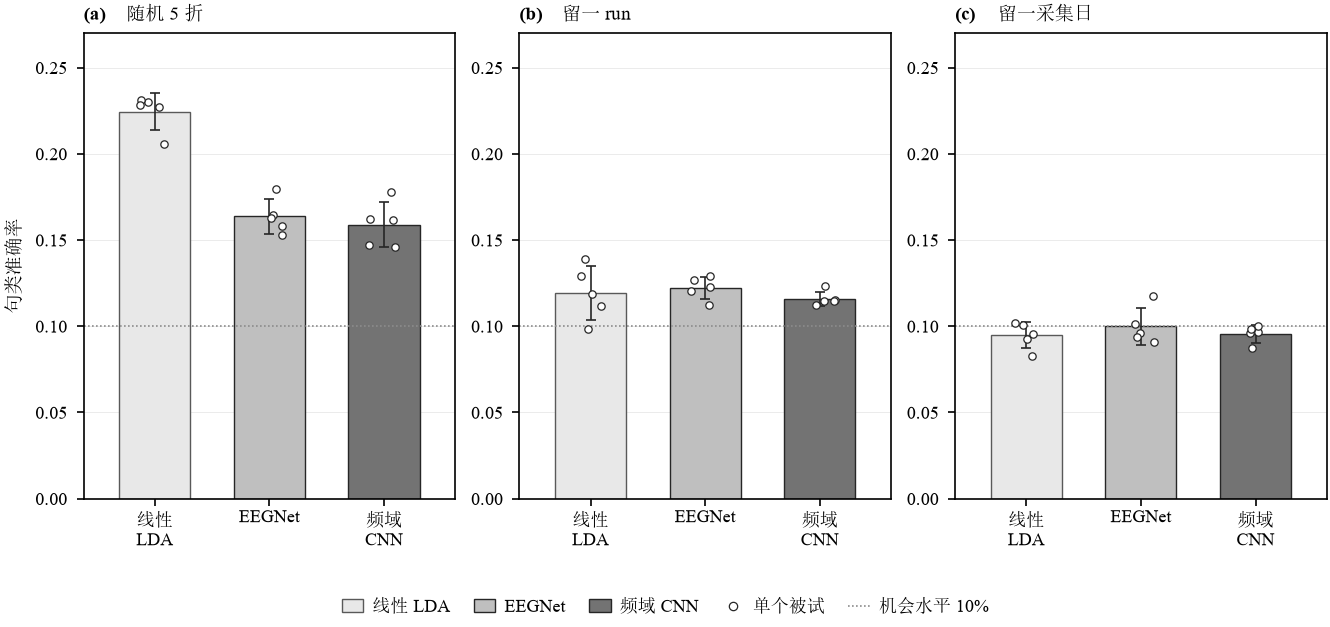 (a) 随机 5 折
(b) 留一 run
(c) 留一采集日
句类准确率
0.25
0.20
0.15
0.10
0.05
0.00
线性
LDA
EEGNet
频域
CNN
0.25
0.20
0.15
0.10
0.05
0.00
线性
LDA
EEGNet
频域
CNN
0.25
0.20
0.15
0.10
0.05
0.00
线性
LDA
EEGNet
频域
CNN
线性 LDA EEGNet 频域 CNN 单个被试 机会水平 10%